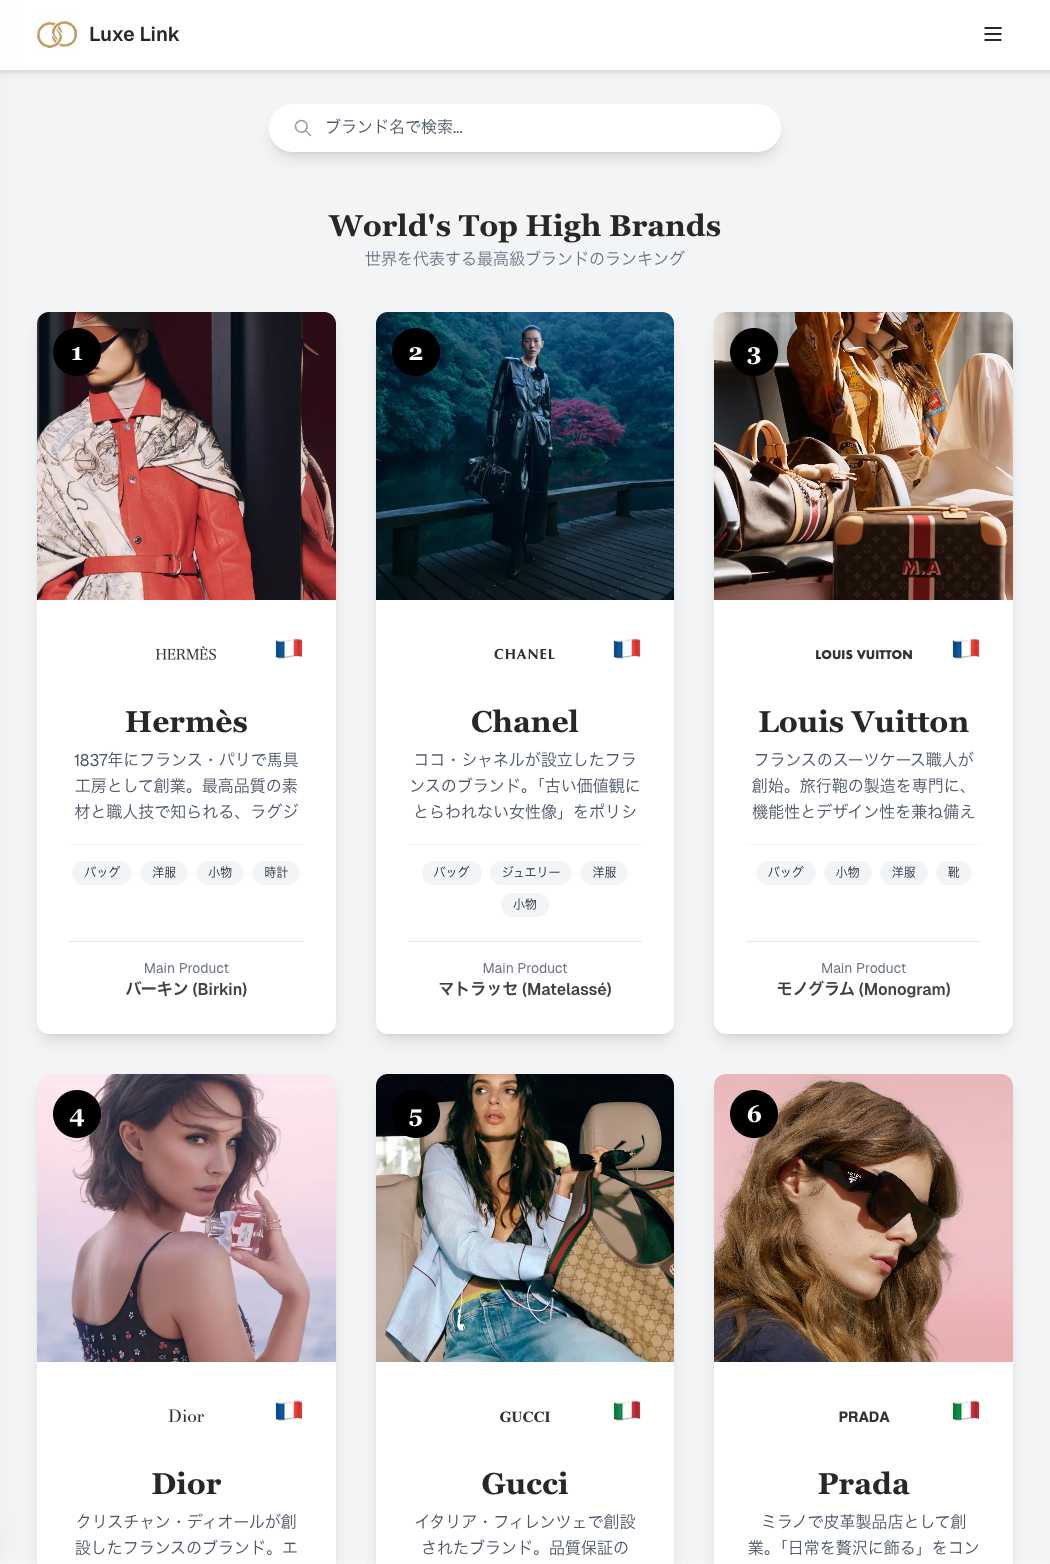 Luxe Link
ブランド名で検索...
World's Top High Brands
世界を代表する最高級ブランドのランキング
1
HERMÈS
Hermès
1837年にフランス・パリで馬具
工房として創業。最高品質の素
材と職人技で知られる、ラグジ
バッグ 洋服 小物 時計
Main Product
バーキン (Birkin)
2
CHANEL
Chanel
ココ・シャネルが設立したフラ
ンスのブランド。「古い価値観に
とらわれない女性像」をポリシ
バッグ ジュエリー 洋服
小物
Main Product
マトラッセ (Matelassé)
3
M.A
LOUIS VUITTON
Louis Vuitton
フランスのスーツケース職人が
創始。旅行鞄の製造を専門に、
機能性とデザイン性を兼ね備え
バッグ 小物 洋服 靴
Main Product
モノグラム (Monogram)
4
Dior
Dior
クリスチャン・ディオールが創
設したフランスのブランド。エ
5
GUCCI
Gucci
イタリア・フィレンツェで創設
されたブランド。品質保証の
6
PRADA
Prada
ミラノで皮革製品店として創
業。「日常を贅沢に飾る」をコン